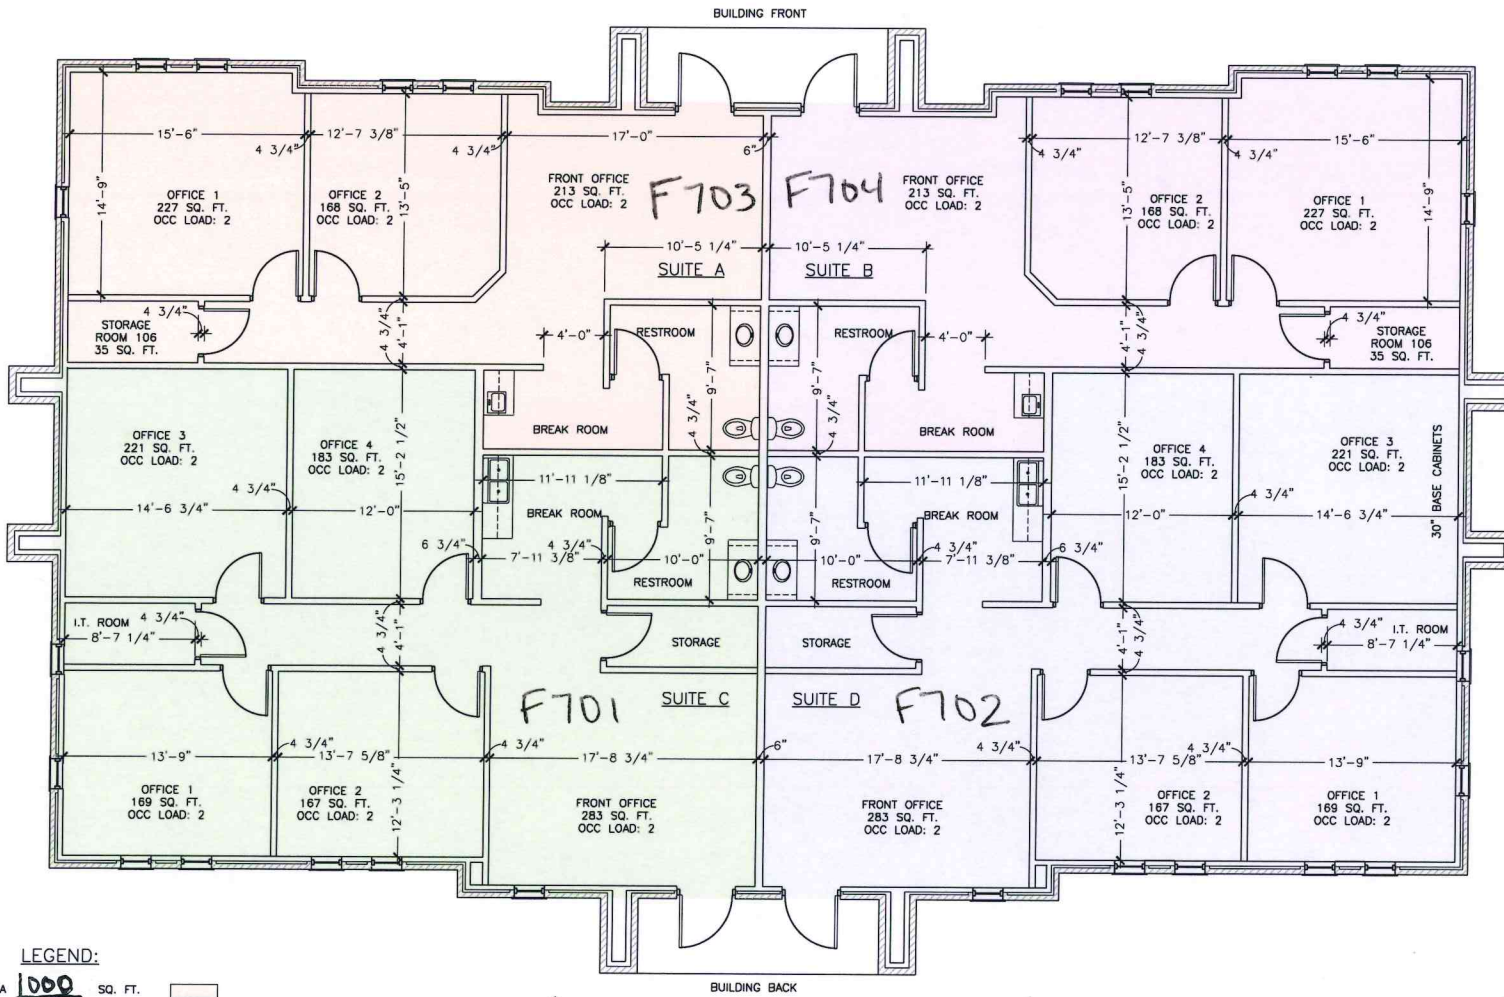 BUILDING FRONT
15'-6"
12'-7 3/8"
17'-0"
12'-7 3/8"
15'-6"
4 3/4"
4 3/4"
6"
4 3/4"
4 3/4"
14'-9"
OFFICE 1
227 SQ. FT.
OCC LOAD: 2
OFFICE 2
168 SQ. FT.
OCC LOAD: 2
13'-5"
FRONT OFFICE
213 SQ. FT.
OCC LOAD: 2
F703
F704
FRONT OFFICE
213 SQ. FT.
OCC LOAD: 2
13'-5"
OFFICE 2
168 SQ. FT.
OCC LOAD: 2
OFFICE 1
227 SQ. FT.
OCC LOAD: 2
14'-9"
10'-5 1/4"
10'-5 1/4"
SUITE A
SUITE B
4 3/4"
STORAGE
ROOM 106
35 SQ. FT.
4 3/4"
4'-1"
4'-0"
RESTROOM
RESTROOM
4'-0"
4'-1"
4 3/4"
4 3/4"
STORAGE
ROOM 106
35 SQ. FT.
9'-7"
4 3/4"
9'-7"
4 3/4"
BREAK ROOM
BREAK ROOM
OFFICE 3
221 SQ. FT.
OCC LOAD: 2
OFFICE 4
183 SQ. FT.
OCC LOAD: 2
15'-2 1/2"
15'-2 1/2"
OFFICE 4
183 SQ. FT.
OCC LOAD: 2
OFFICE 3
221 SQ. FT.
OCC LOAD: 2
30" BASE CABINETS
4 3/4"
14'-6 3/4"
12'-0"
11'-11 1/8"
BREAK ROOM
11'-11 1/8"
BREAK ROOM
12'-0"
4 3/4"
14'-6 3/4"
9'-7"
9'-7"
6 3/4"
7'-11 3/8"
4 3/4"
10'-0"
10'-0"
4 3/4"
7'-11 3/8"
6 3/4"
RESTROOM
RESTROOM
I.T. ROOM
4 3/4"
8'-7 1/4"
4 3/4"
4'-1"
STORAGE
STORAGE
4'-1"
4 3/4"
4 3/4"
I.T. ROOM
8'-7 1/4"
F701
SUITE C
SUITE D
F702
13'-9"
4 3/4"
13'-7 5/8"
4 3/4"
17'-8 3/4"
6"
17'-8 3/4"
4 3/4"
13'-7 5/8"
4 3/4"
13'-9"
OFFICE 1
169 SQ. FT.
OCC LOAD: 2
OFFICE 2
167 SQ. FT.
OCC LOAD: 2
12'-3 1/4"
FRONT OFFICE
283 SQ. FT.
OCC LOAD: 2
FRONT OFFICE
283 SQ. FT.
OCC LOAD: 2
12'-3 1/4"
OFFICE 2
167 SQ. FT.
OCC LOAD: 2
OFFICE 1
169 SQ. FT.
OCC LOAD: 2
LEGEND:
A 1000 SQ. FT.
BUILDING BACK